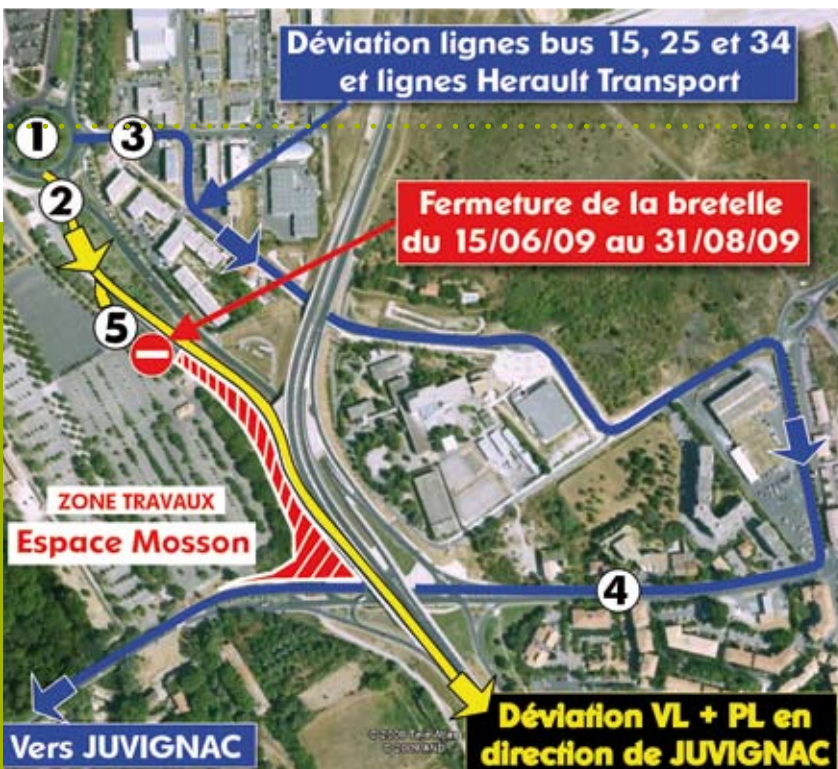 Déviation lignes bus 15, 25 et 34
et lignes Herault Transport
1
3
2
Fermeture de la bretelle
du 15/06/09 au 31/08/09
5
ZONE TRAVAUX
Espace Mosson
4
Vers JUVIGNAC
Déviation VL + PL en
direction de JUVIGNAC